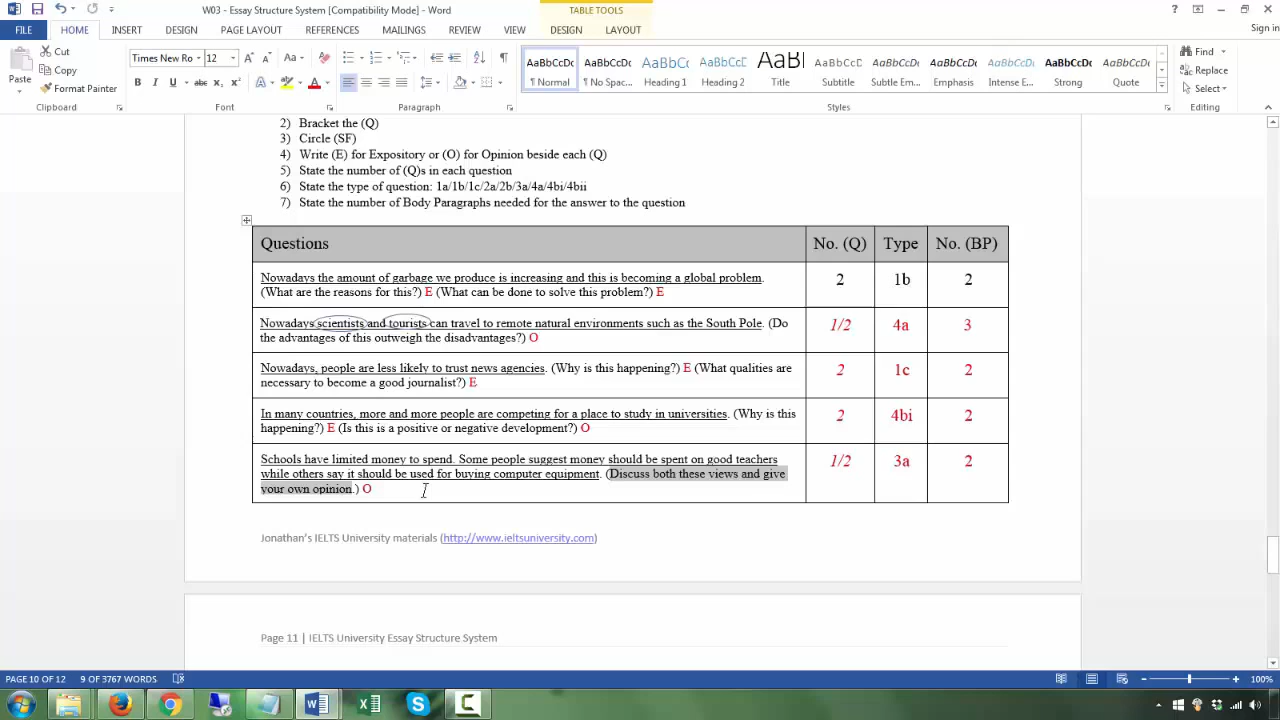 W03 - Essay Structure System [Compatibility Mode] - Word
TABLE TOOLS
FILE HOME INSERT DESIGN PAGE LAYOUT REFERENCES MAILINGS REVIEW VIEW DESIGN LAYOUT Sign in
Paste
Cut
Copy
Format Painter
Times New Ro 12
AaBbCcDc AaBbCcDc AaBbCc AaBbCc AaBl AaBbCcD AaBbCcDc AaBbCcDc AaBbCcDc AaBbCcDc AaBbCcDc
¶ Normal ¶ No Spac... Heading 1 Heading 2 Title Subtitle Subtle Em... Emphasis Intense E... Strong Quote
Find
Replace
Select
Clipboard Font Paragraph Styles Editing
2) Bracket the (Q)
3) Circle (SF)
4) Write (E) for Expository or (O) for Opinion beside each (Q)
5) State the number of (Q)s in each question
6) State the type of question: 1a/1b/1c/2a/2b/3a/4a/4bi/4bii
7) State the number of Body Paragraphs needed for the answer to the question
Questions No. (Q) Type No. (BP)
Nowadays the amount of garbage we produce is increasing and this is becoming a global problem.
(What are the reasons for this?) E (What can be done to solve this problem?) E
2 1b 2
Nowadays scientists and tourists can travel to remote natural environments such as the South Pole. (Do
the advantages of this outweigh the disadvantages?) O
1/2 4a 3
Nowadays, people are less likely to trust news agencies. (Why is this happening?) E (What qualities are
necessary to become a good journalist?) E
2 1c 2
In many countries, more and more people are competing for a place to study in universities. (Why is this
happening?) E (Is this is a positive or negative development?) O
2 4bi 2
Schools have limited money to spend. Some people suggest money should be spent on good teachers
while others say it should be used for buying computer equipment. (Discuss both these views and give
your own opinion.) O
1/2 3a 2
Jonathan's IELTS University materials (http://www.ieltsuniversity.com)
Page 11 | IELTS University Essay Structure System
PAGE 10 OF 12 9 OF 3767 WORDS 100%